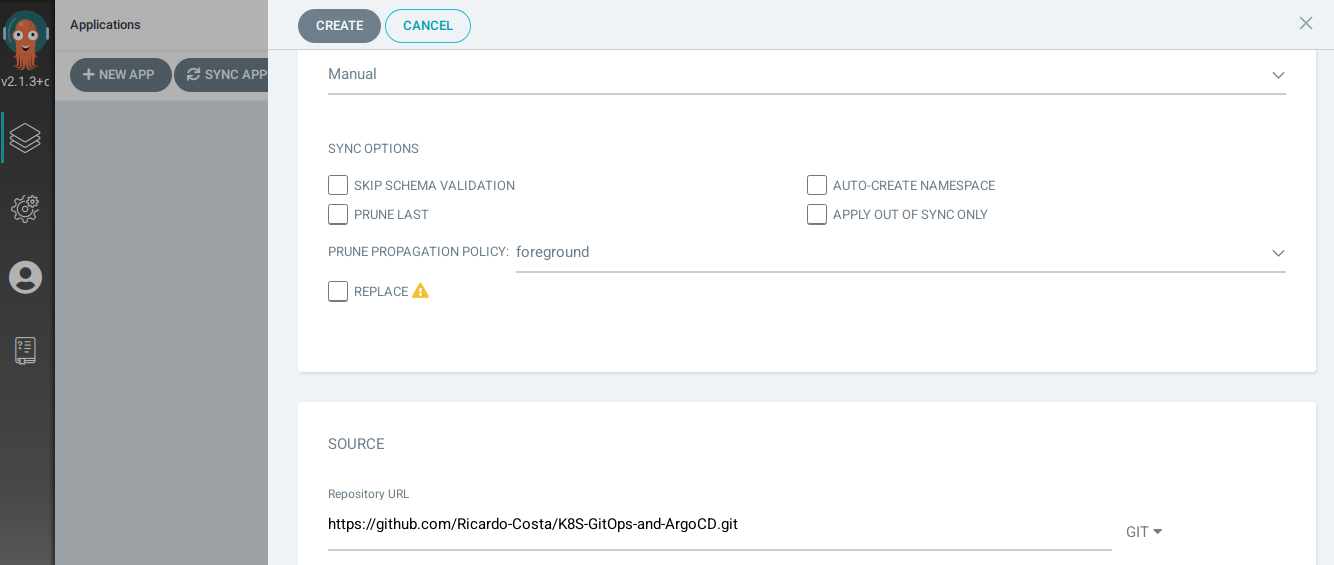 Applications
CREATE CANCEL
v2.1.3+
NEW APP SYNC APP
Manual
SYNC OPTIONS
SKIP SCHEMA VALIDATION AUTO-CREATE NAMESPACE
PRUNE LAST APPLY OUT OF SYNC ONLY
PRUNE PROPAGATION POLICY: foreground
REPLACE
SOURCE
Repository URL
https://github.com/Ricardo-Costa/K8S-GitOps-and-ArgoCD.git
GIT